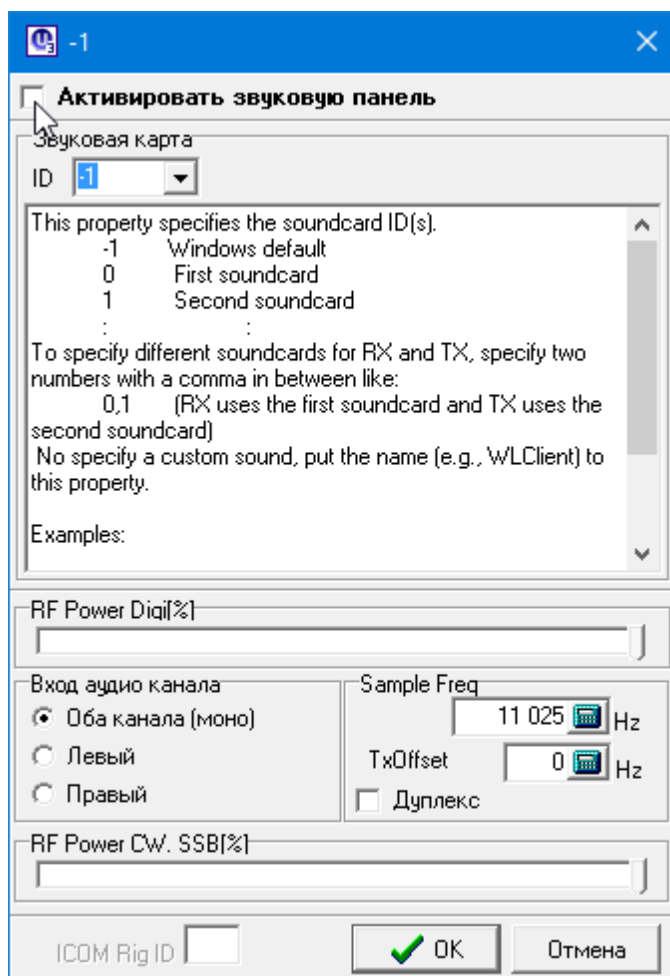 -1
Активировать звуковую панель
Звуковая карта
ID -1
This property specifies the soundcard ID(s).
-1 Windows default
0 First soundcard
1 Second soundcard
: :
To specify different soundcards for RX and TX, specify two
numbers with a comma in between like:
0,1 (RX uses the first soundcard and TX uses the
second soundcard)
No specify a custom sound, put the name (e.g., WLClient) to
this property.
Examples:
RF Power Digi[%]
Вход аудио канала
Оба канала (моно)
Левый
Правый
Sample Freq
11 025 Hz
TxOffset 0 Hz
Дуплекс
RF Power CW. SSB[%]
ICOM Rig ID
OK
Отмена